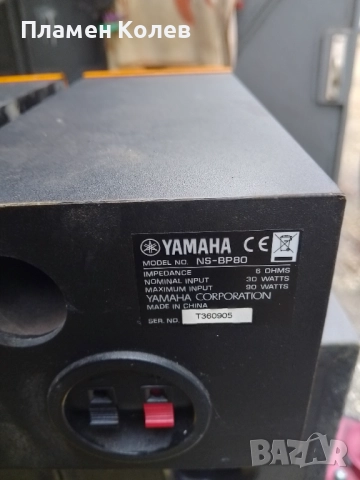 Пламен Колев
YAMAHA CE
MODEL NO. NS-BP80
IMPEDANCE 6 OHMS
NOMINAL INPUT 30 WATTS
MAXIMUM INPUT 90 WATTS
YAMAHA CORPORATION
MADE IN CHINA
SER. NO. T360905
BAZAR